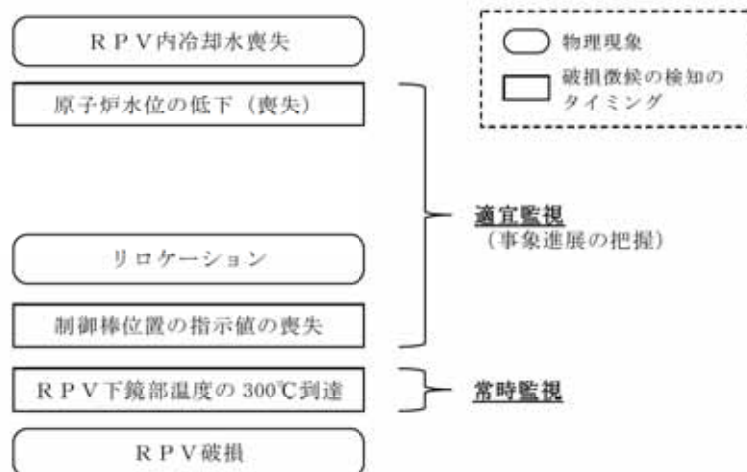 RPV内冷却水喪失
原子炉水位の低下（喪失）
リロケーション
制御棒位置の指示値の喪失
RPV下鏡部温度の300℃到達
RPV破損
適宜監視
（事象進展の把握）
常時監視
物理現象
破損徴候の検知の
タイミング